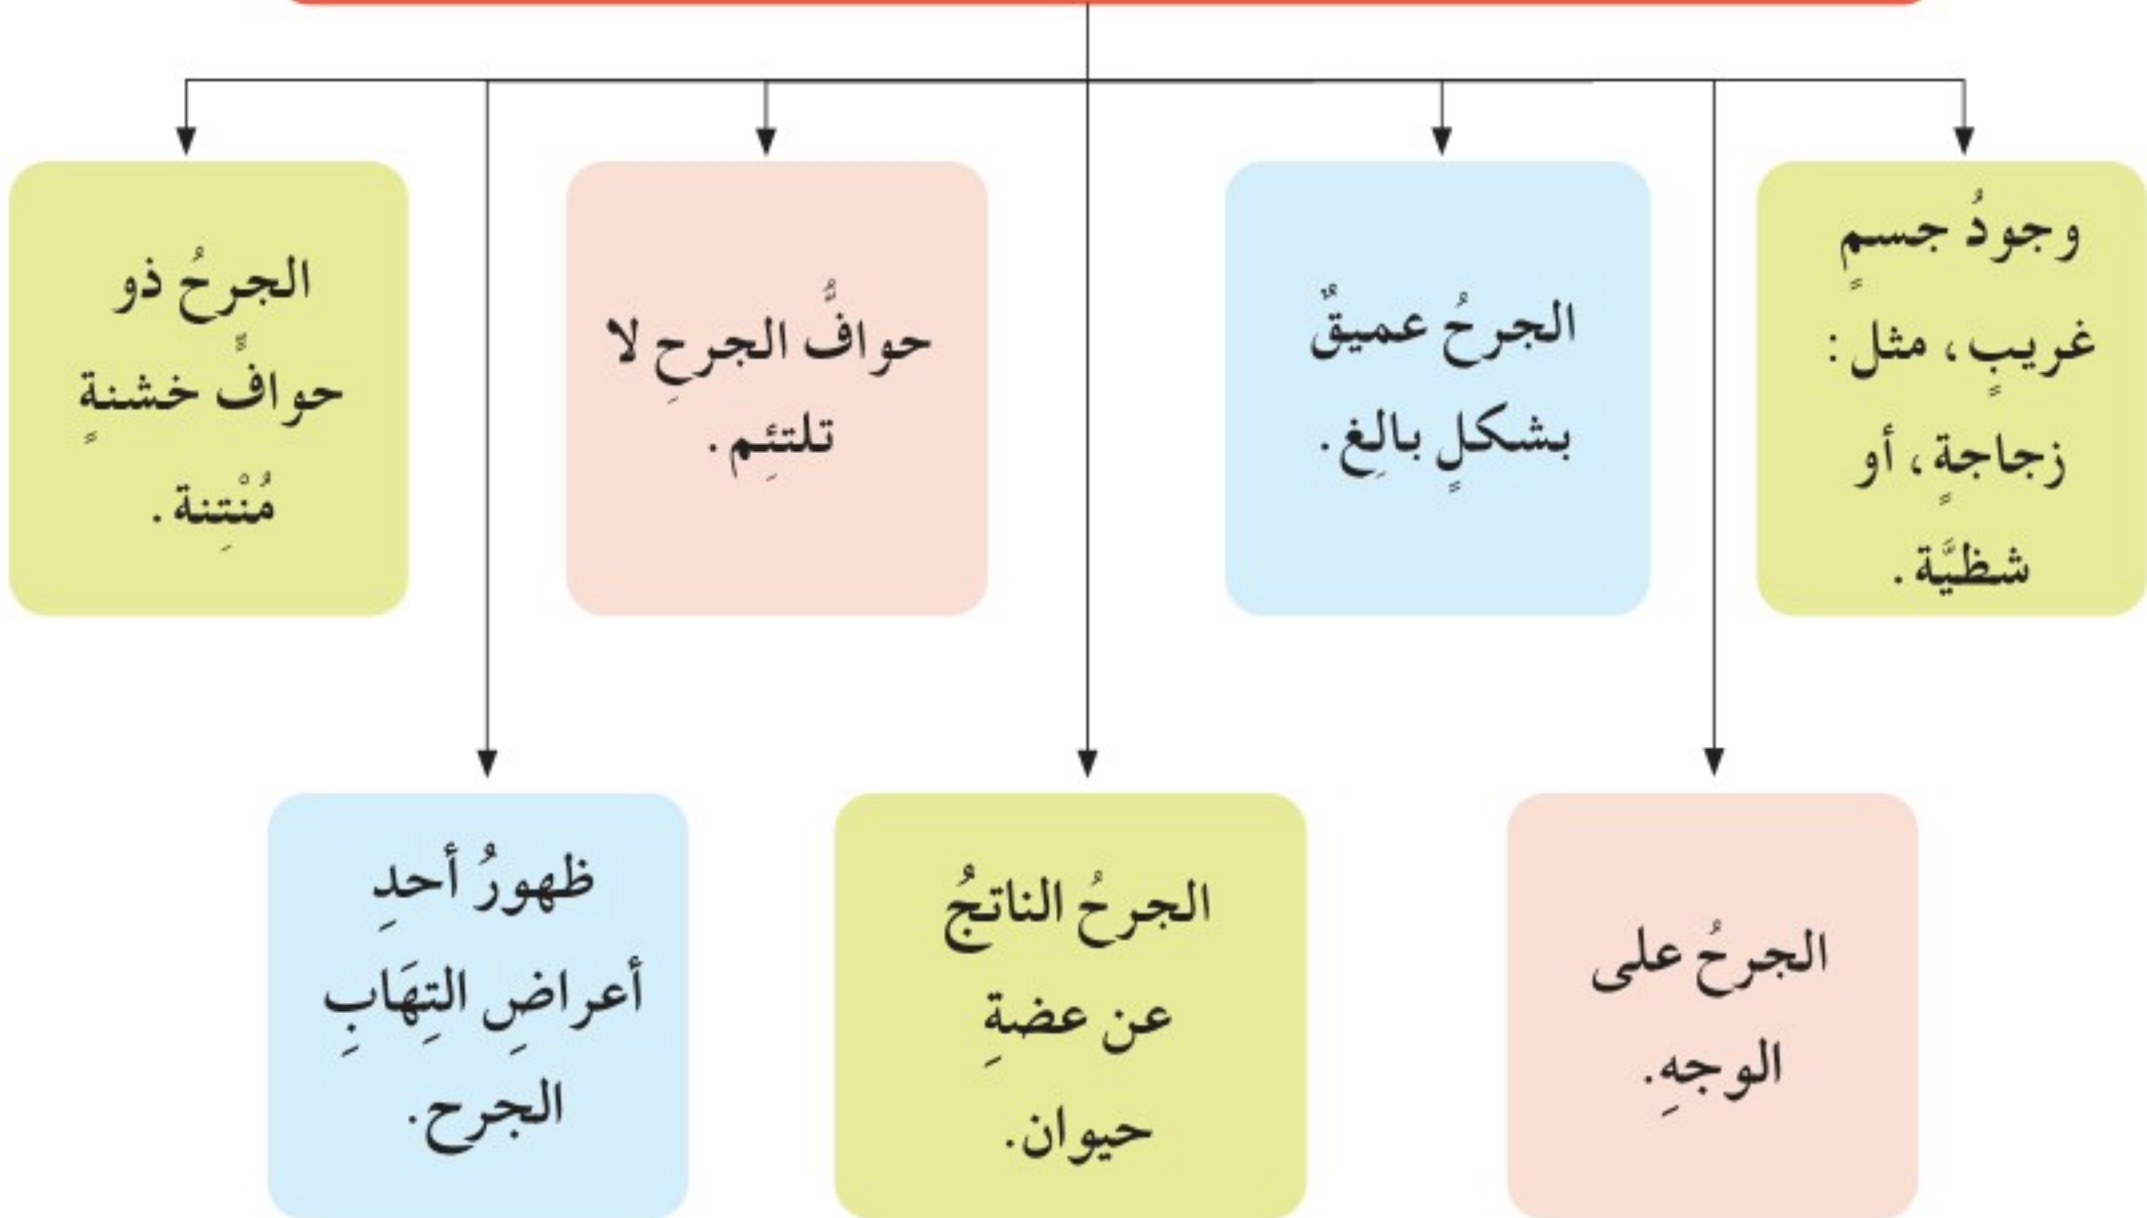 وجودُ جسمٍ
غريبٍ، مثل:
زجاجةٍ، أو
شظيَّة.
الجرحُ عميقٌ
بشكلٍ بالِغ.
حوافُّ الجرحِ لا
تلتئِم.
الجرحُ ذو
حوافٍّ خشنةٍ
مُنْتِنة.
الجرحُ على
الوجهِ.
الجرحُ الناتجُ
عن عضةِ
حيوان.
ظهورُ أحدِ
أعراضِ التِهَابِ
الجرح.